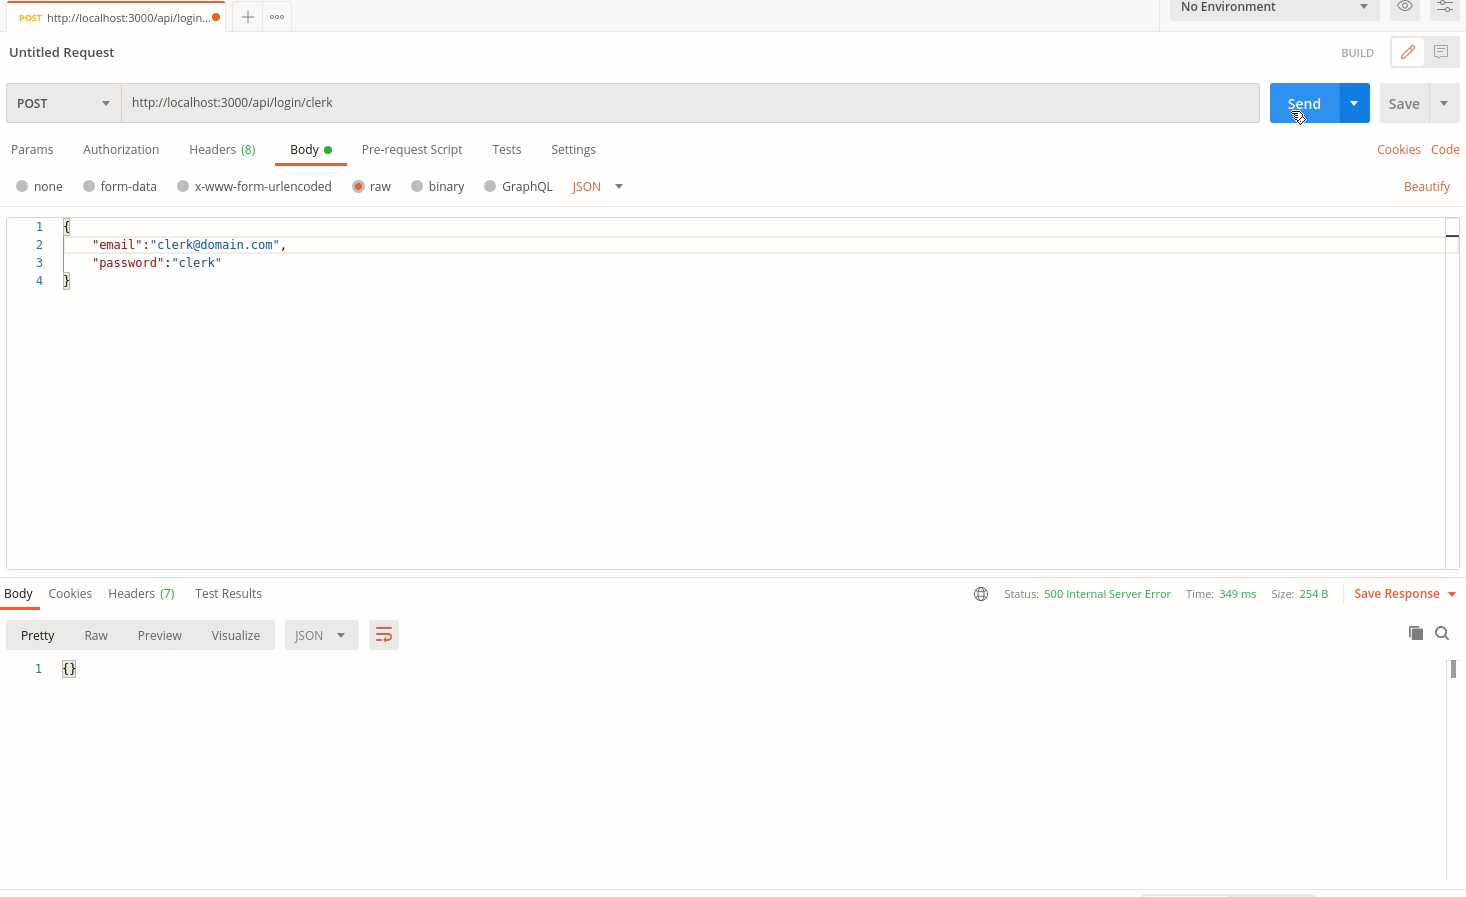 POST http://localhost:3000/api/login...
No Environment
Untitled Request
BUILD
POST http://localhost:3000/api/login/clerk Send Save
Params Authorization Headers (8) Body Pre-request Script Tests Settings Cookies Code
none form-data x-www-form-urlencoded raw binary GraphQL JSON Beautify
1 {
2 "email":"clerk@domain.com",
3 "password":"clerk"
4 }
Body Cookies Headers (7) Test Results Status: 500 Internal Server Error Time: 349 ms Size: 254 B Save Response
Pretty Raw Preview Visualize JSON
1 {}